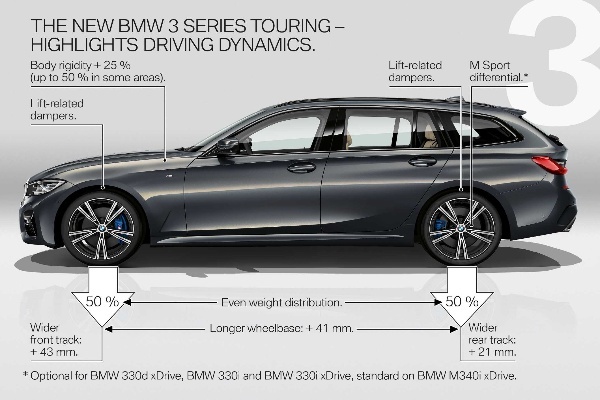 THE NEW BMW 3 SERIES TOURING –
HIGHLIGHTS DRIVING DYNAMICS.
3
Body rigidity + 25 %
(up to 50 % in some areas).
Lift-related
dampers.
Lift-related
dampers.
M Sport
differential.*
50 %
Even weight distribution.
50 %
Longer wheelbase: + 41 mm.
Wider
front track:
+ 43 mm.
Wider
rear track:
+ 21 mm.
* Optional for BMW 330d xDrive, BMW 330i and BMW 330i xDrive, standard on BMW M340i xDrive.